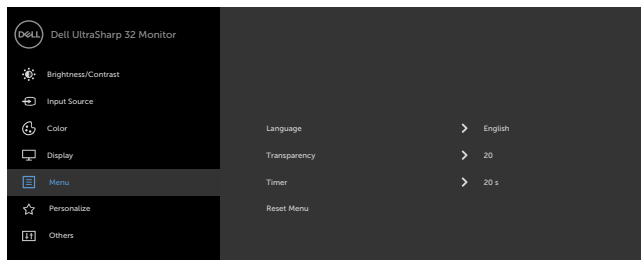 DELL Dell UltraSharp 32 Monitor
Brightness/Contrast
Input Source
Color
Display
Menu
Personalize
Others
Language English
Transparency 20
Timer 20 s
Reset Menu